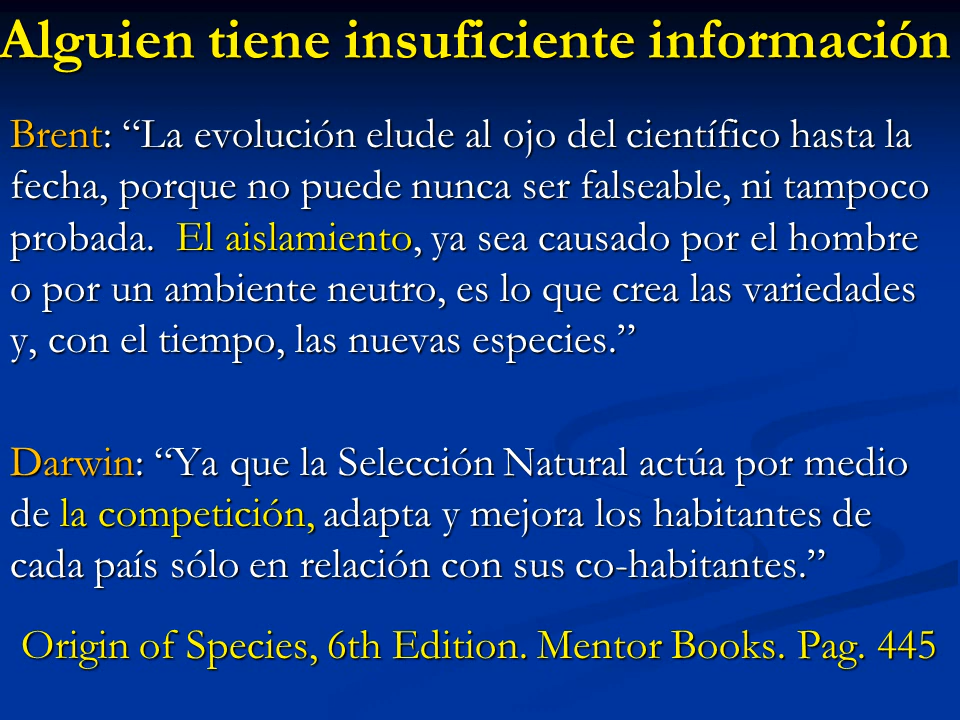 Alguien tiene insuficiente información
Brent: “La evolución elude al ojo del científico hasta la
fecha, porque no puede nunca ser falseable, ni tampoco
probada.  El aislamiento, ya sea causado por el hombre
o por un ambiente neutro, es lo que crea las variedades
y, con el tiempo, las nuevas especies.”
Darwin: “Ya que la Selección Natural actúa por medio
de la competición, adapta y mejora los habitantes de
cada país sólo en relación con sus co-habitantes.”
Origin of Species, 6th Edition. Mentor Books. Pag. 445